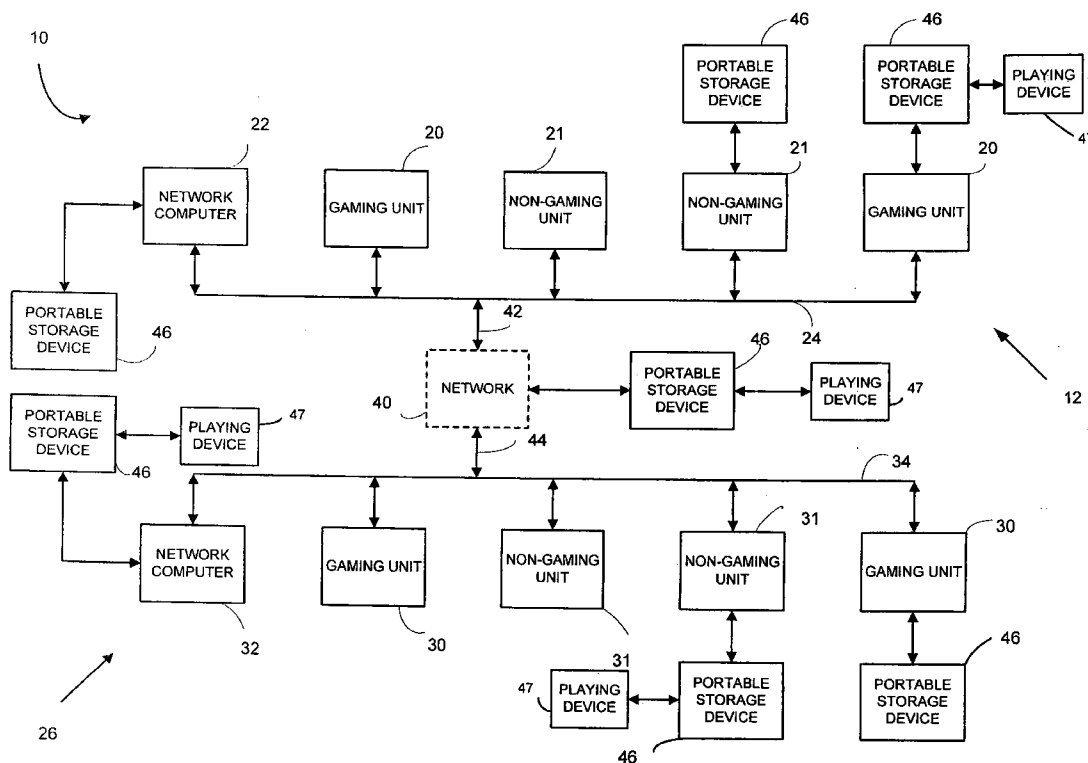 10
46
46
PORTABLE
STORAGE
DEVICE
PORTABLE
STORAGE
DEVICE
PLAYING
DEVICE
47
22
20
21
21
20
NETWORK
COMPUTER
GAMING UNIT
NON-GAMING
UNIT
NON-GAMING
UNIT
GAMING UNIT
PORTABLE
STORAGE
DEVICE
46
42
24
46
NETWORK
40
PORTABLE
STORAGE
DEVICE
PLAYING
DEVICE
47
12
PORTABLE
STORAGE
DEVICE
46
PLAYING
DEVICE
47
44
34
NETWORK
COMPUTER
32
GAMING UNIT
30
NON-GAMING
UNIT
31
31
NON-GAMING
UNIT
30
GAMING UNIT
26
47
PLAYING
DEVICE
PORTABLE
STORAGE
DEVICE
46
46
PORTABLE
STORAGE
DEVICE